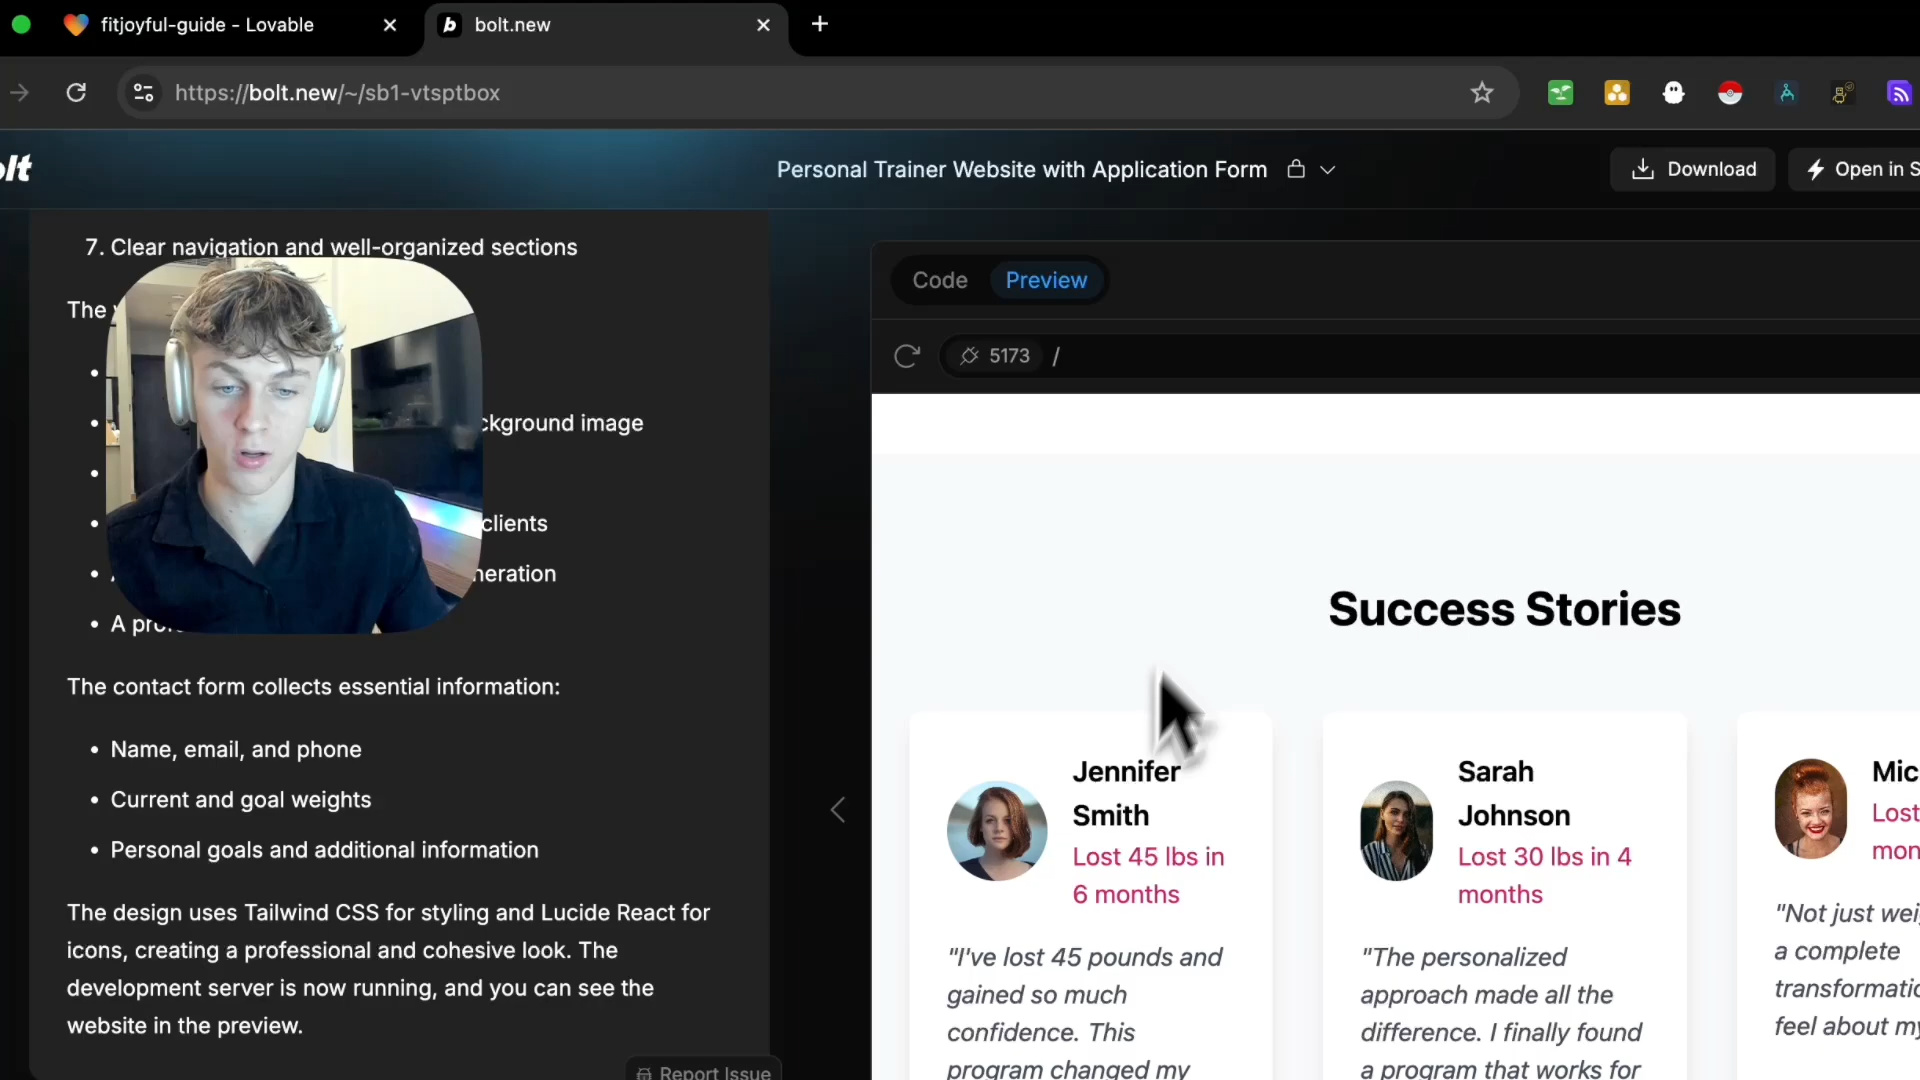 fitjoyful-guide - Lovable
bolt.new
https://bolt.new/~/sb1-vtsptbox
olt
Personal Trainer Website with Application Form
Download
Open in S
7. Clear navigation and well-organized sections
The
ckground image
clients
neration
• A pro
The contact form collects essential information:
• Name, email, and phone
• Current and goal weights
• Personal goals and additional information
The design uses Tailwind CSS for styling and Lucide React for
icons, creating a professional and cohesive look. The
development server is now running, and you can see the
website in the preview.
Report Issue
Code
Preview
5173
/
Success Stories
Jennifer
Smith
Lost 45 lbs in
6 months
"I've lost 45 pounds and
gained so much
confidence. This
program changed my
Sarah
Johnson
Lost 30 lbs in 4
months
"The personalized
approach made all the
difference. I finally found
a program that works for
Mic
Lost
mon
"Not just wei
a complete
transformatio
feel about my